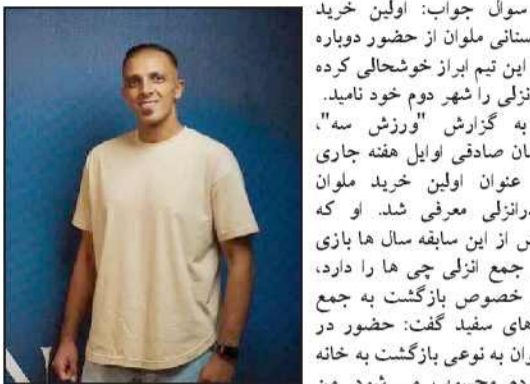 سوال جواب: اولین خرید
ستانی ملوان از حضور دوباره
این تیم ابراز خوشحالی کرده
نزلی را شهر دوم خود نامید.
به گزارش "ورزش سه"،
ان صادقی اوایل هفته جاری
عنوان اولین خرید ملوان
رانزلی معرفی شد. او که
ش از این سابقه سال ها بازی
جمع انزلی چی ها را دارد،
خصوص بازگشت به جمع
های سفید گفت: حضور در
وان به نوعی بازگشت به خانه